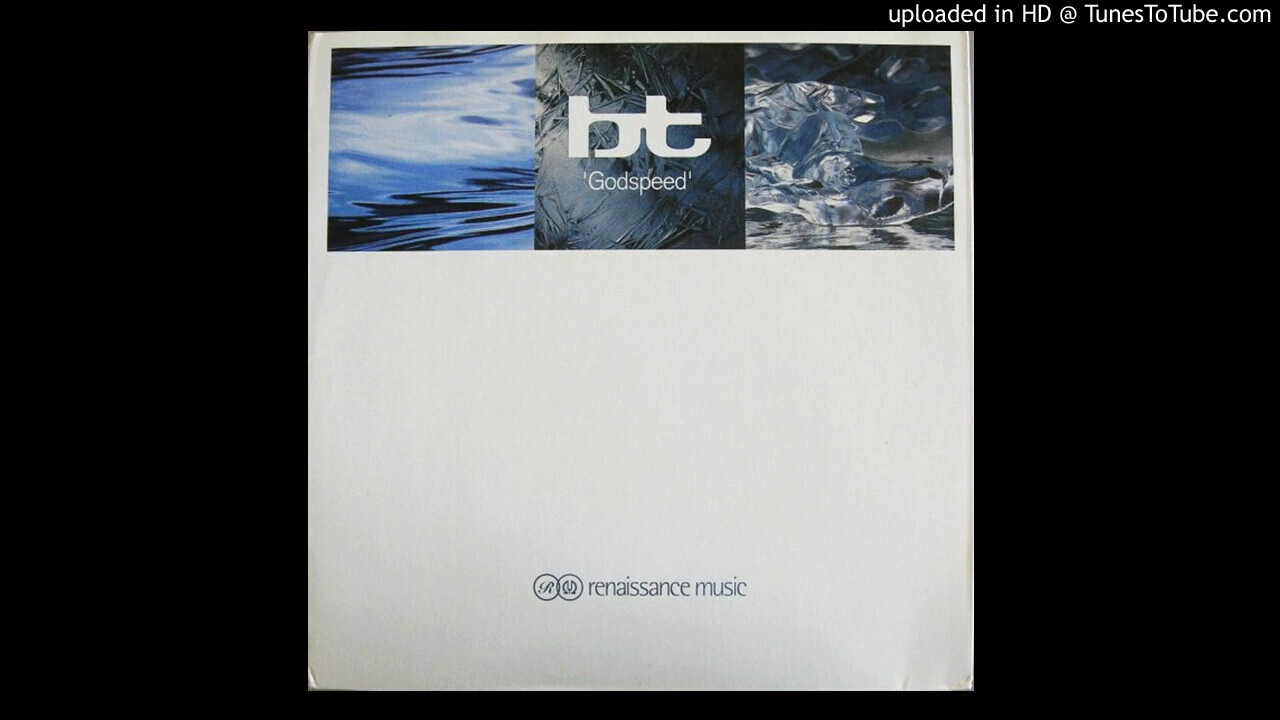 uploaded in HD @ TunesToTube.com
bt
'Godspeed'
R M renaissance music